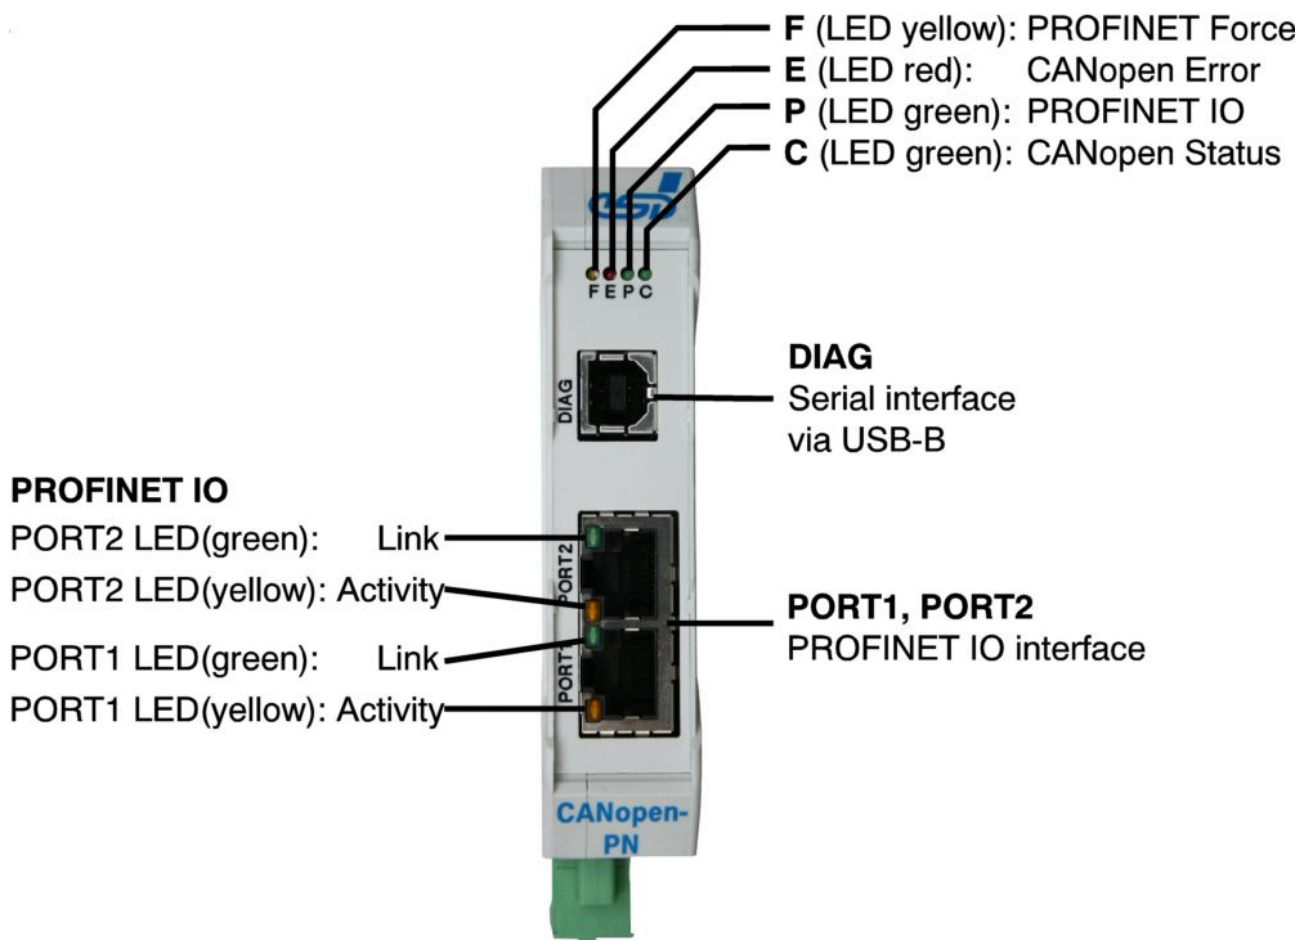 F (LED yellow): PROFINET Force
E (LED red): CANopen Error
P (LED green): PROFINET IO
C (LED green): CANopen Status
esd
F E P C
DIAG
DIAG
Serial interface
via USB-B
PROFINET IO
PORT2 LED(green): Link
PORT2 LED(yellow): Activity
PORT1 LED(green): Link
PORT1 LED(yellow): Activity
PORT2
PORT1
PORT1, PORT2
PROFINET IO interface
CANopen-
PN